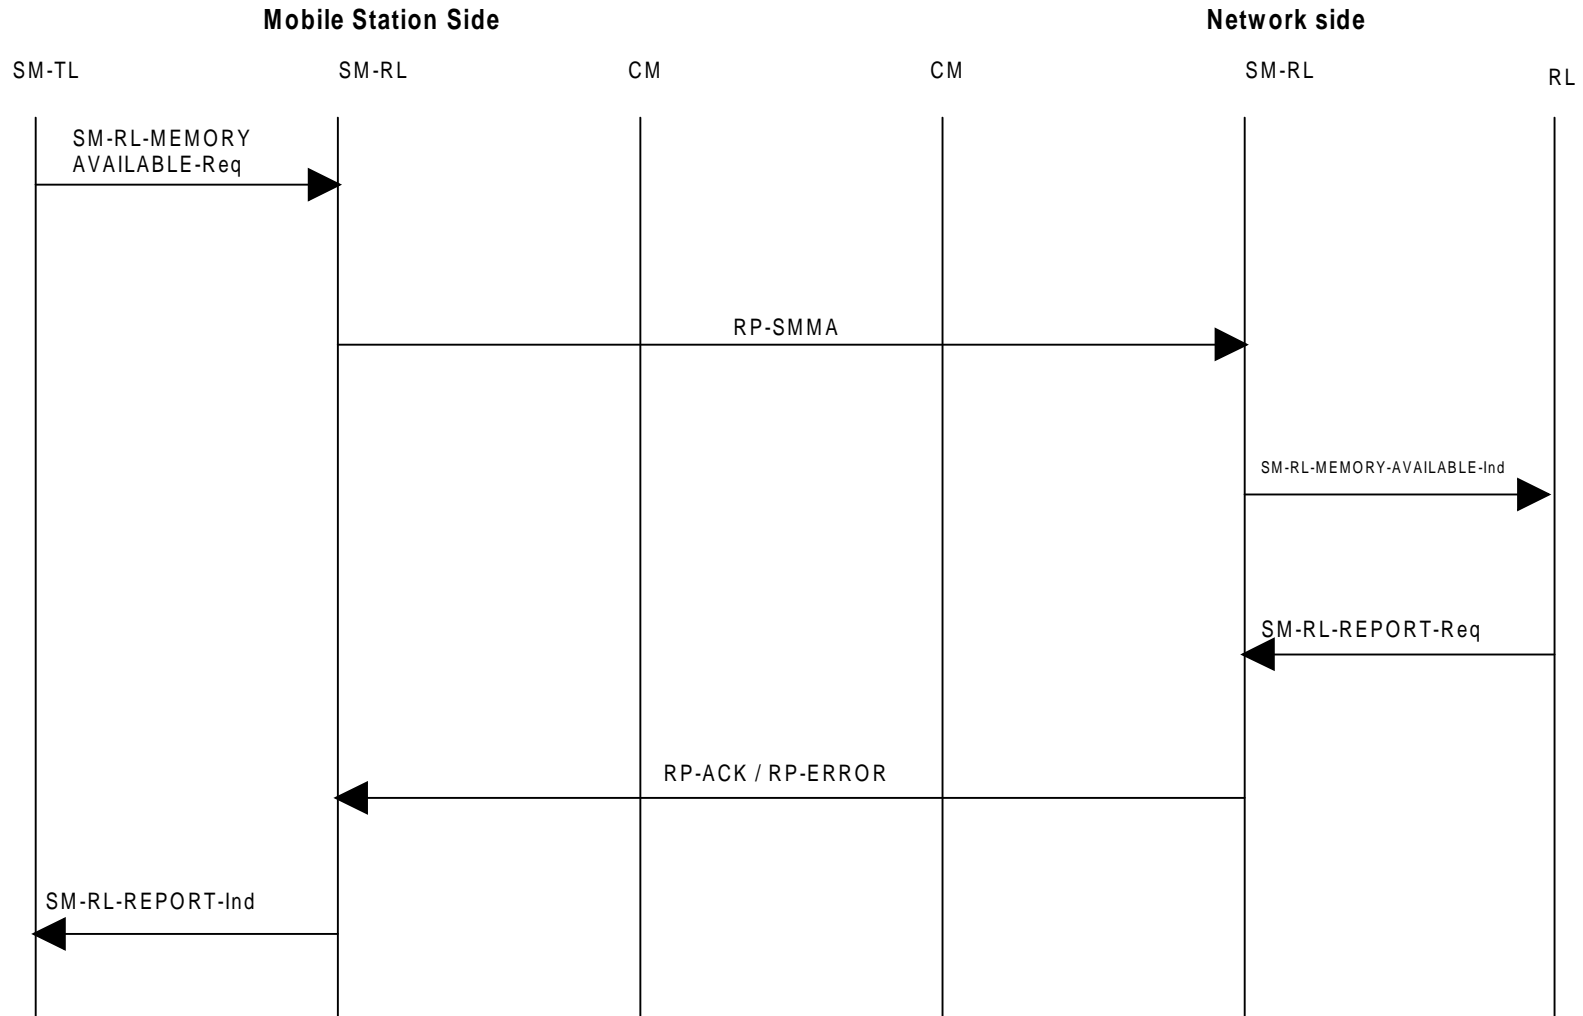 Mobile Station Side
Network side
SM-TL
SM-RL
CM
CM
SM-RL
RL
SM-RL-MEMORY
AVAILABLE-Req
RP-SMMA
SM-RL-MEMORY-AVAILABLE-Ind
SM-RL-REPORT-Req
RP-ACK / RP-ERROR
SM-RL-REPORT-Ind